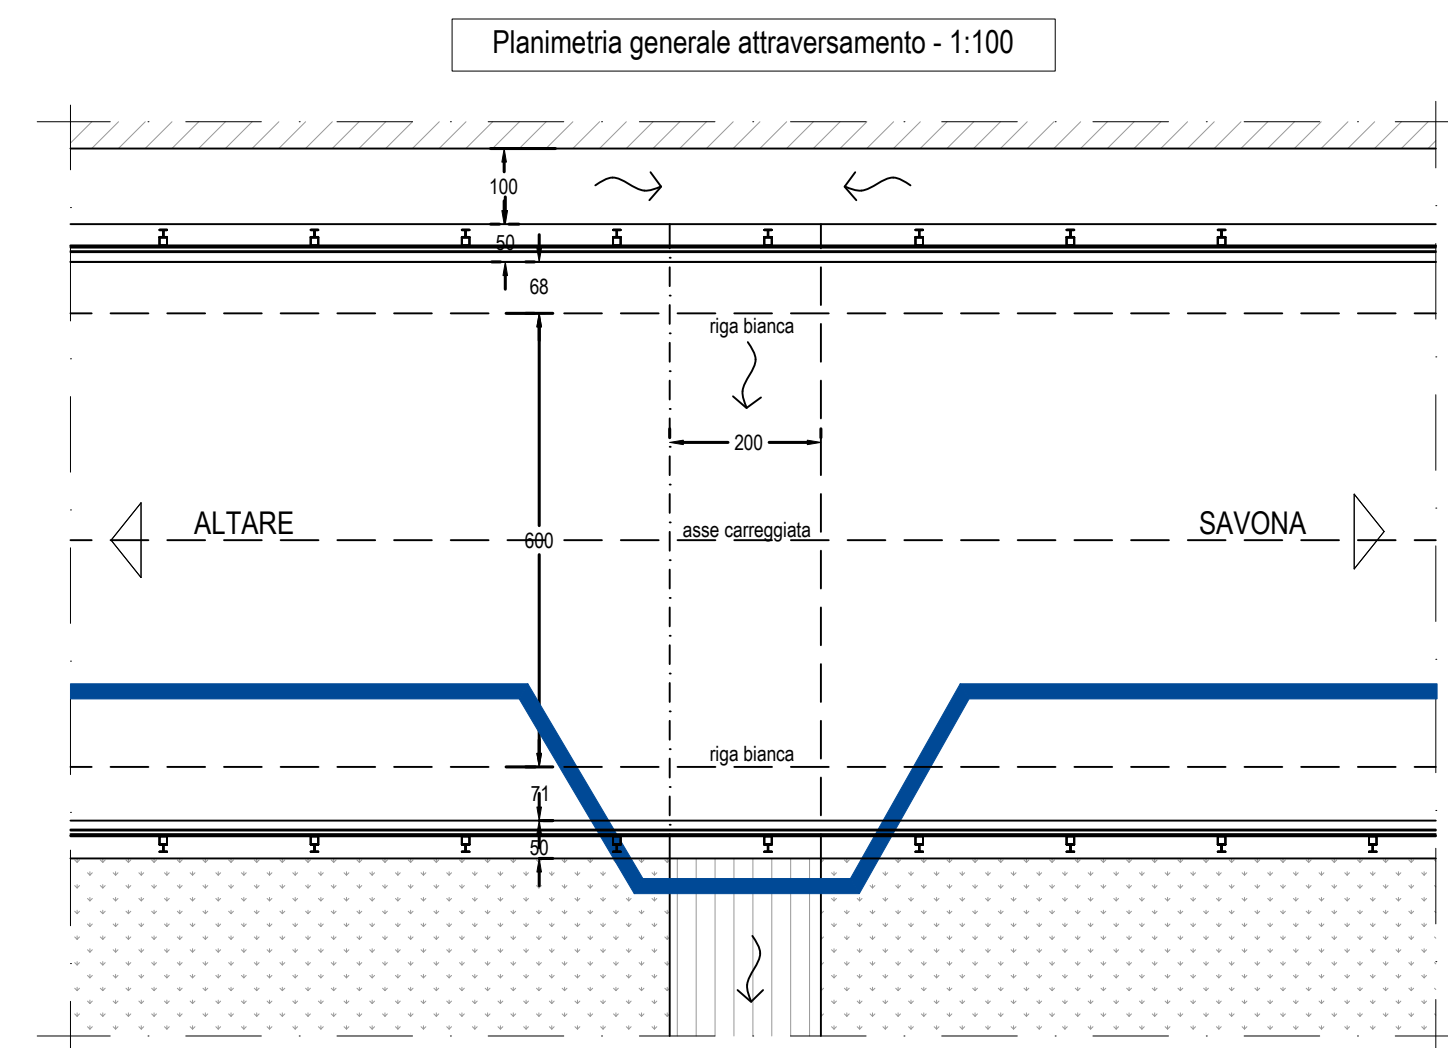 Planimetria generale attraversamento - 1:100
100
50
68
riga bianca
200
ALTARE
asse carreggiata
SAVONA
600
riga bianca
71
50